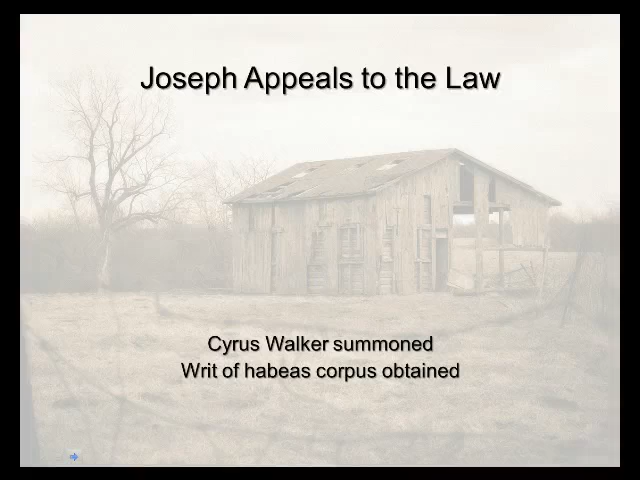 Joseph Appeals to the Law
Cyrus Walker summoned
Writ of habeas corpus obtained